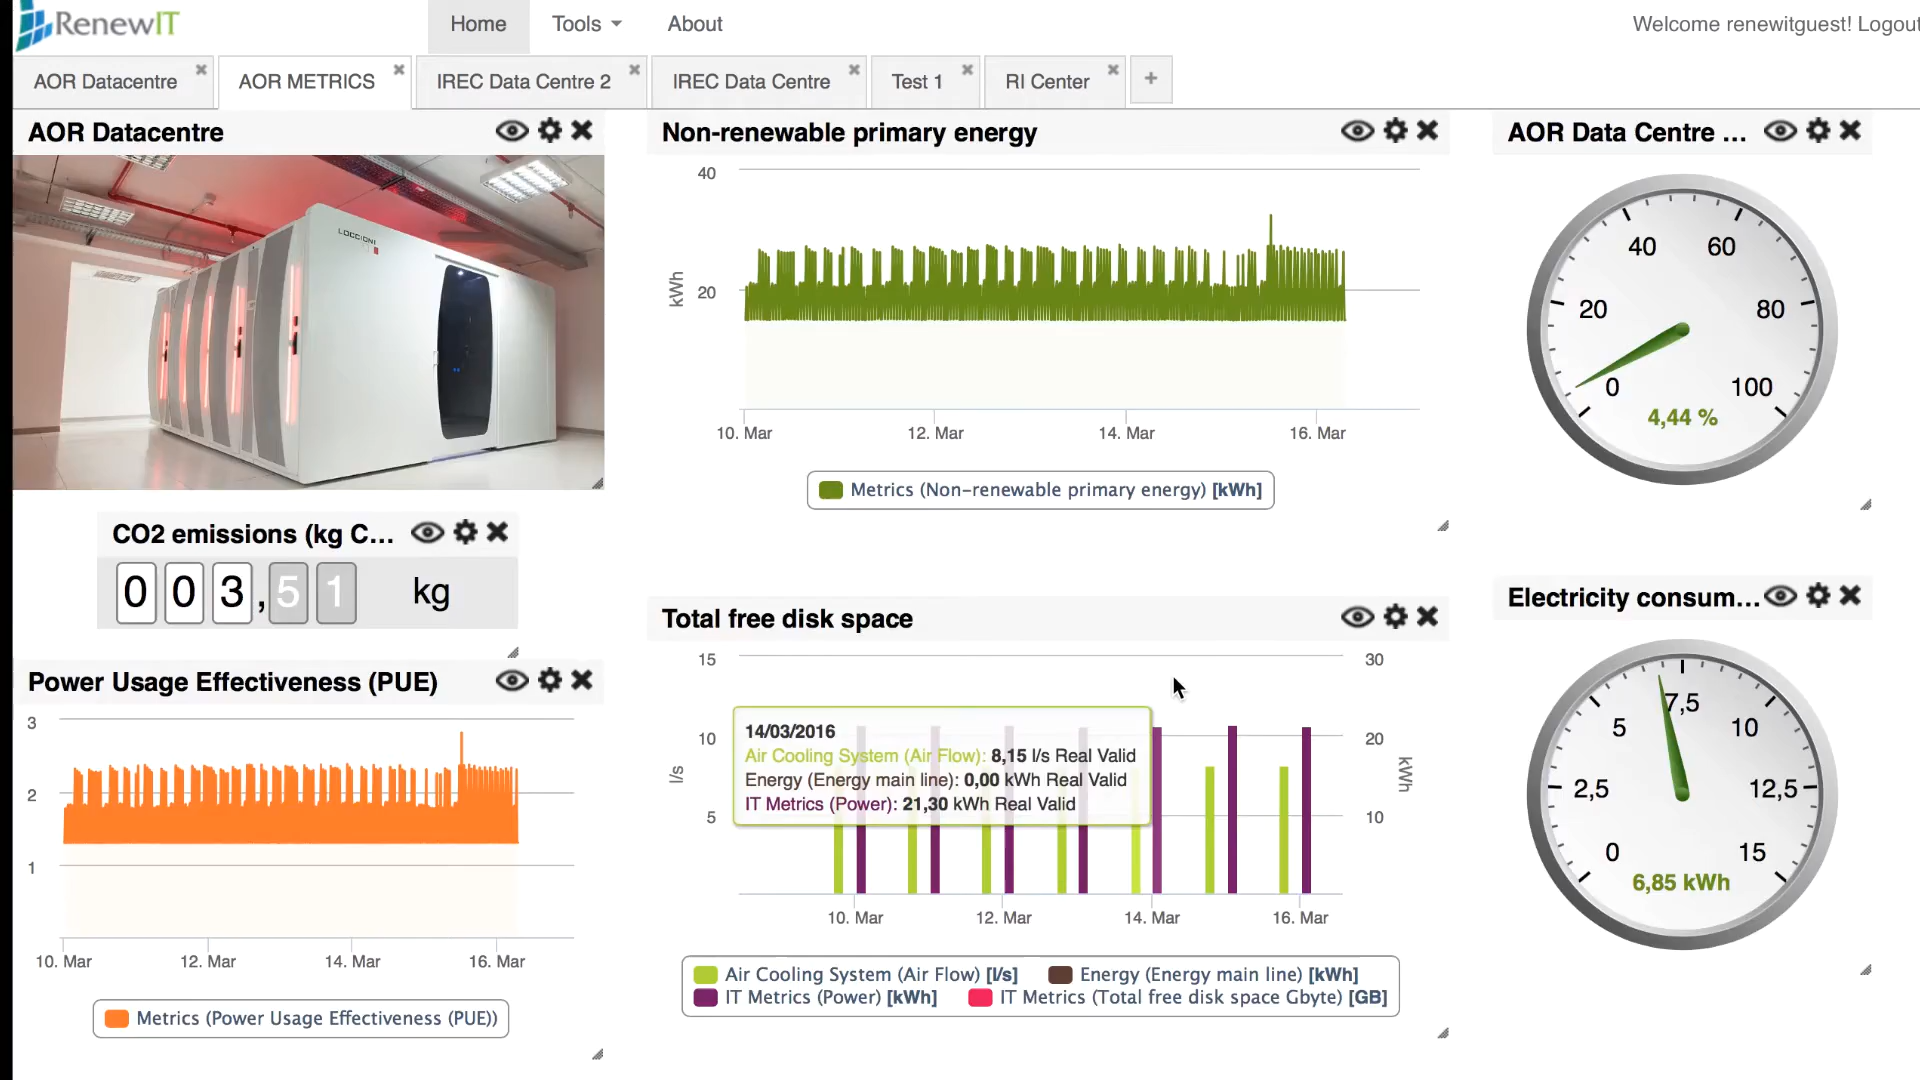 RenewIT
Home
Tools
About
Welcome renewitguest! Logout
AOR Datacentre
AOR METRICS
IREC Data Centre 2
IREC Data Centre
Test 1
RI Center
+
AOR Datacentre
LOCCIONI
CO2 emissions (kg C...
003,51 kg
Power Usage Effectiveness (PUE)
3
2
1
10. Mar 12. Mar 14. Mar 16. Mar
Metrics (Power Usage Effectiveness (PUE))
Non-renewable primary energy
40
kWh
20
10. Mar 12. Mar 14. Mar 16. Mar
Metrics (Non-renewable primary energy) [kWh]
Total free disk space
15 30
10 20
l/s kWh
5 10
14/03/2016
Air Cooling System (Air Flow): 8,15 l/s Real Valid
Energy (Energy main line): 0,00 kWh Real Valid
IT Metrics (Power): 21,30 kWh Real Valid
10. Mar 12. Mar 14. Mar 16. Mar
Air Cooling System (Air Flow) [l/s] Energy (Energy main line) [kWh]
IT Metrics (Power) [kWh] IT Metrics (Total free disk space Gbyte) [GB]
AOR Data Centre ...
40 60
20 80
0 100
4,44 %
Electricity consum...
7,5
5 10
2,5 12,5
0 15
6,85 kWh